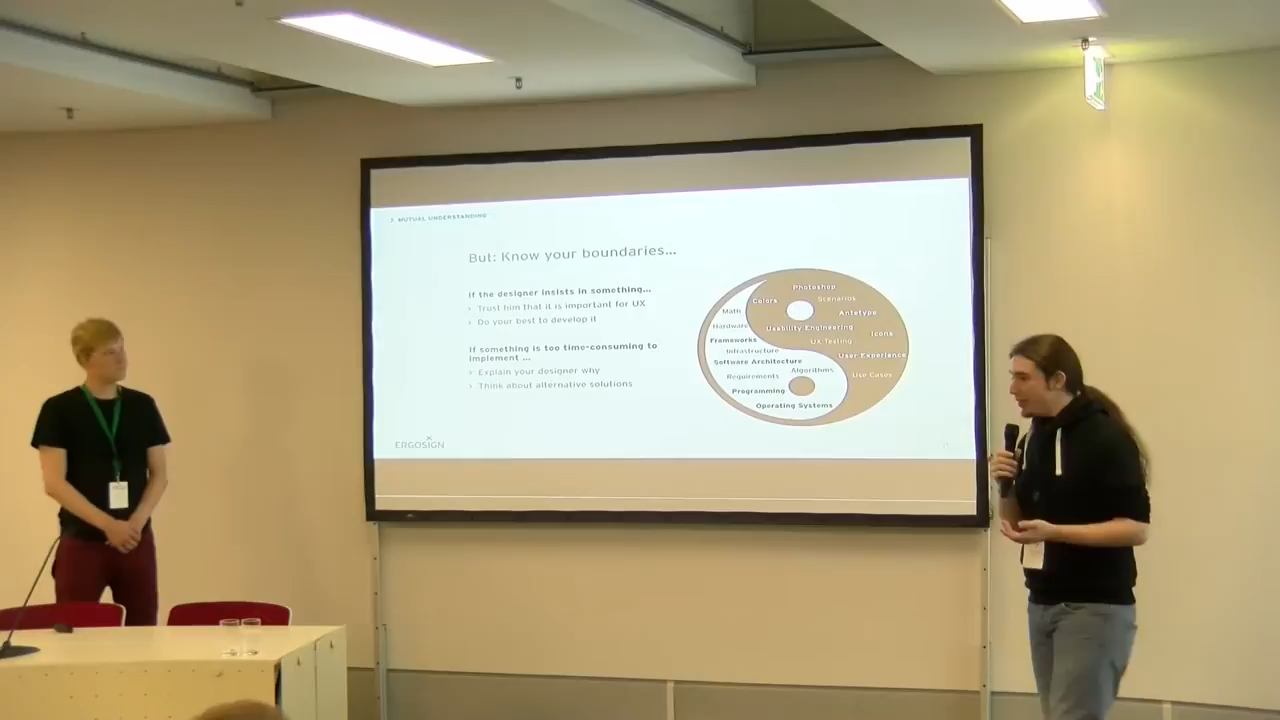 2 MUTUAL UNDERSTANDING
But: Know your boundaries...
If the designer insists in something...
› Trust him that it is important for UX
› Do your best to develop it
If something is too time-consuming to
implement ...
› Explain your designer why
› Think about alternative solutions
Photoshop
Colors
Scenarios
Math
Antetype
Hardware
Usability Engineering
Icons
Frameworks
UX Testing
Infrastructure
User Experience
Software Architecture
Requirements
Algorithms
Use Cases
Programming
Operating Systems
ERGOSIGN